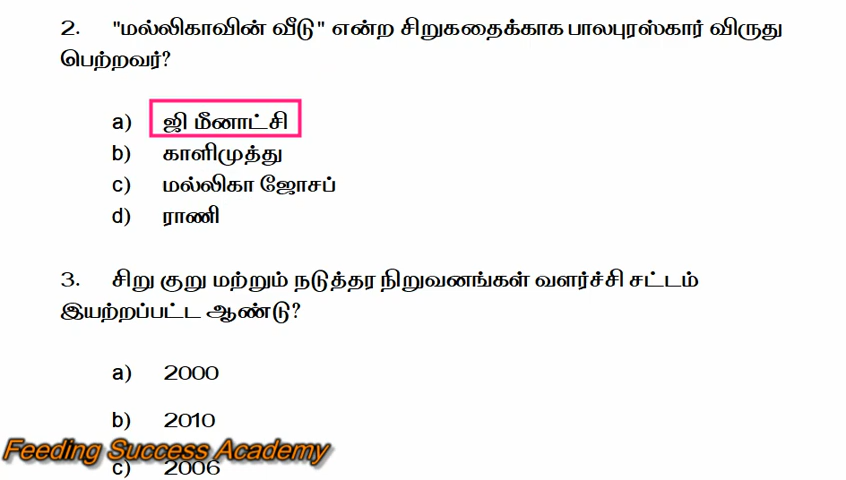 2. "மல்லிகாவின் வீடு" என்ற சிறுகதைக்காக பாலபுரஸ்கார் விருது
பெற்றவர்?
a) ஜி மீனாட்சி
b) காளிமுத்து
c) மல்லிகா ஜோசப்
d) ராணி
3. சிறு குறு மற்றும் நடுத்தர நிறுவனங்கள் வளர்ச்சி சட்டம்
இயற்றப்பட்ட ஆண்டு?
a) 2000
b) 2010
Feeding Success Academy
c) 2006